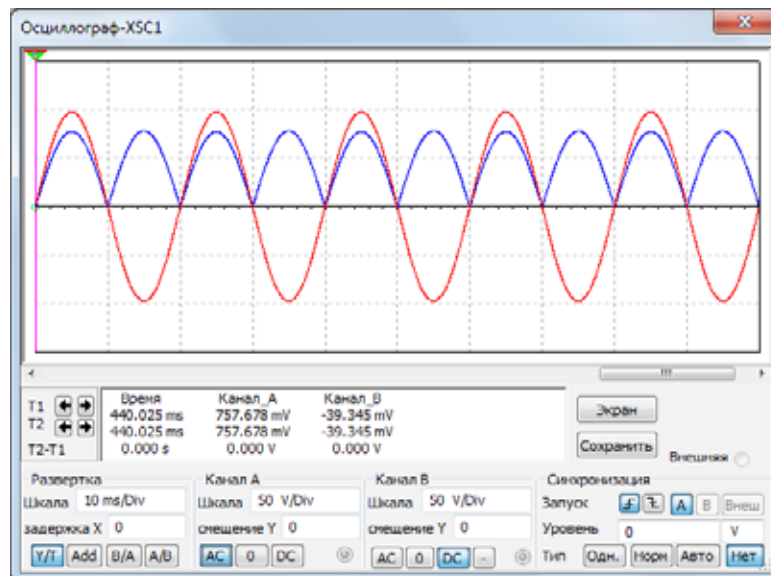 Осциллограф-XSC1
Время Канал_A Канал_B
T1 440.025 ms 757.678 mV -39.345 mV
T2 440.025 ms 757.678 mV -39.345 mV
T2-T1 0.000 s 0.000 V 0.000 V
Экран
Сохранить
Внешняя
Развертка
Шкала 10 ms/Div
задержка X 0
Y/T Add B/A A/B
Канал A
Шкала 50 V/Div
смещение Y 0
AC 0 DC
Канал B
Шкала 50 V/Div
смещение Y 0
AC 0 DC -
Синхронизация
Запуск A B Внеш
Уровень 0 V
Тип Одн. Норм Авто Нет